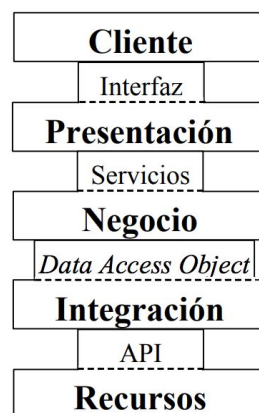 Cliente
Interfaz
Presentación
Servicios
Negocio
Data Access Object
Integración
API
Recursos